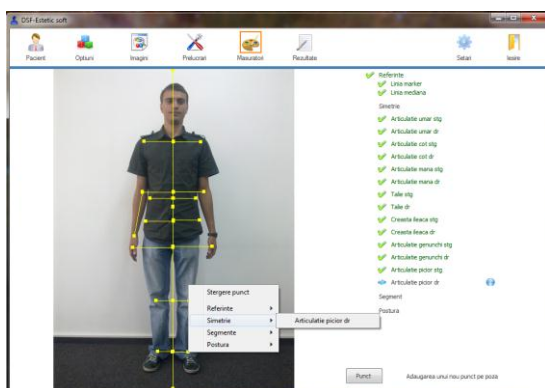 DSF-Estetic soft
Pacient
Optiuni
Imagini
Prelucrari
Masuratori
Rezultate
Setari
Iesire
Referinte
Linia marker
Linia mediana
Simetrie
Articulatie umar stg
Articulatie umar dr
Articulatie cot stg
Articulatie cot dr
Articulatie mana stg
Articulatie mana dr
Talie stg
Talie dr
Creasta ileaca stg
Creasta ileaca dr
Articulatie genunchi stg
Articulatie genunchi dr
Articulatie picior stg
Articulatie picior dr
Segment
Postura
Stergere punct
Referinte
Simetrie
Articulatie picior dr
Segmente
Postura
Punct
Adaugarea unui nou punct pe poza